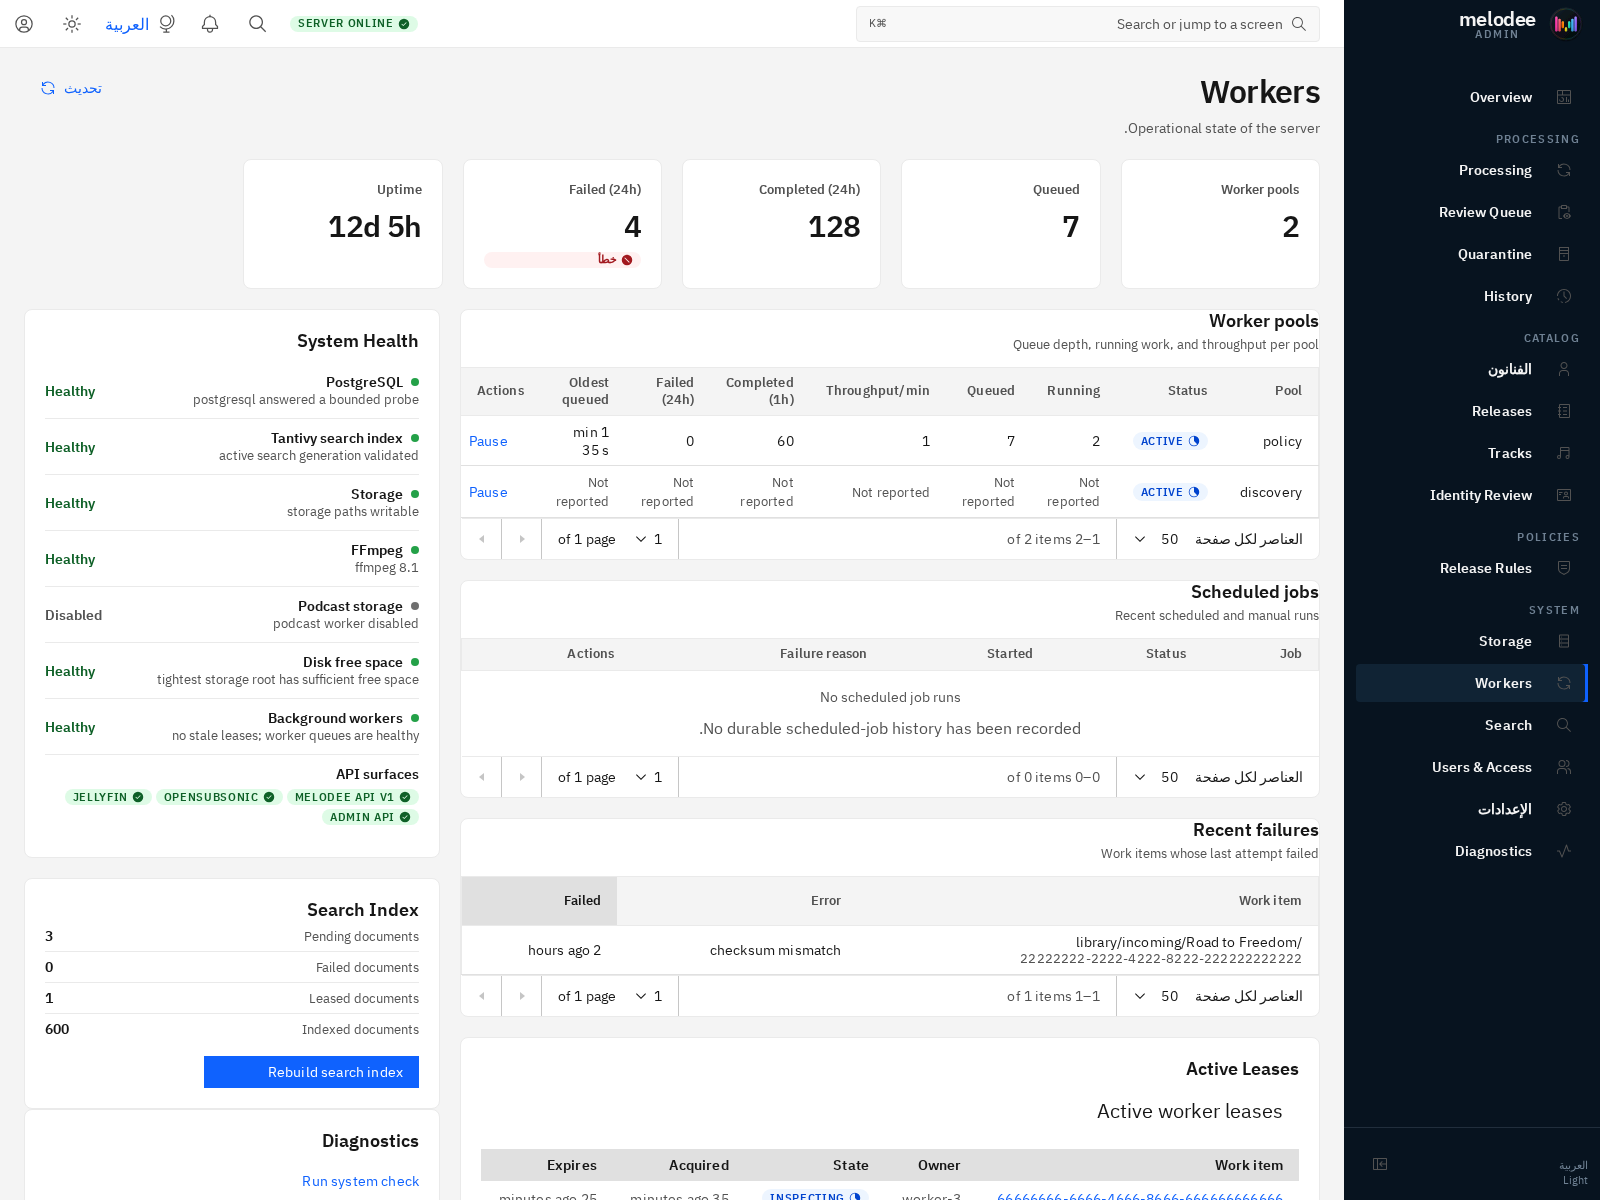 melodee
ADMIN
Search or jump to a screen
K⌘
SERVER ONLINE
العربية
Overview
PROCESSING
Processing
Review Queue
Quarantine
History
CATALOG
الفنانون
Releases
Tracks
Identity Review
POLICIES
Release Rules
SYSTEM
Storage
Workers
Search
Users & Access
الإعدادات
Diagnostics
العربية
Light
Workers
.Operational state of the server
تحديث
Worker pools
2
Queued
7
Completed (24h)
128
Failed (24h)
4
خطأ
Uptime
12d 5h
Worker pools
Queue depth, running work, and throughput per pool
Pool Status Running Queued Throughput/min Completed (1h) Failed (24h) Oldest queued Actions
policy ACTIVE 2 7 1 60 0 min 1 35 s Pause
discovery ACTIVE Not reported Not reported Not reported Not reported Not reported Not reported Pause
العناصر لكل صفحة 50 of 2 items 2–1 1 of 1 page
Scheduled jobs
Recent scheduled and manual runs
Job Status Started Failure reason Actions
No scheduled job runs
.No durable scheduled-job history has been recorded
العناصر لكل صفحة 50 of 0 items 0–0 1 of 1 page
Recent failures
Work items whose last attempt failed
Work item Error Failed
library/incoming/Road to Freedom/
22222222-2222-4222-8222-222222222222
checksum mismatch
hours ago 2
العناصر لكل صفحة 50 of 1 items 1–1 1 of 1 page
Active Leases
Active worker leases
Work item Owner State Acquired Expires
66666666-6666-4666-8666-666666666666 worker-3 INSPECTING minutes ago 35 minutes ago 25
System Health
PostgreSQL
postgresql answered a bounded probe
Healthy
Tantivy search index
active search generation validated
Healthy
Storage
storage paths writable
Healthy
FFmpeg
ffmpeg 8.1
Healthy
Podcast storage
podcast worker disabled
Disabled
Disk free space
tightest storage root has sufficient free space
Healthy
Background workers
no stale leases; worker queues are healthy
Healthy
API surfaces
MELODEE API V1 OPENSUBSONIC JELLYFIN
ADMIN API
Search Index
Pending documents 3
Failed documents 0
Leased documents 1
Indexed documents 600
Rebuild search index
Diagnostics
Run system check